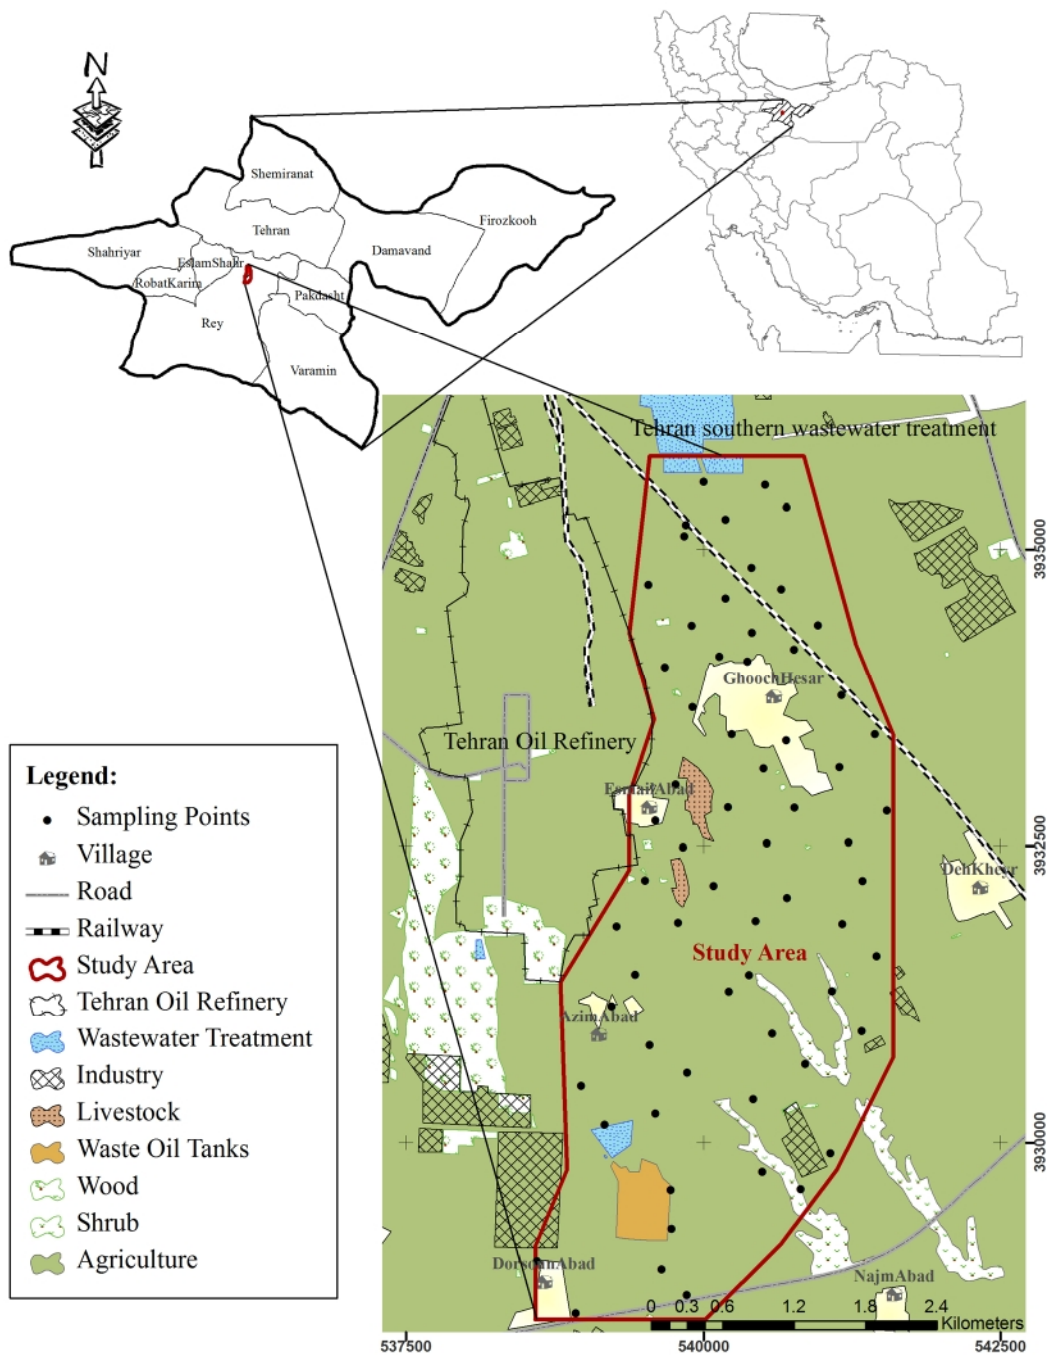 N
Shemiranat
Firozkooh
Tehran
Damavand
Shahriyar
EslamShahr
RobatKarim
Pakdasht
Rey
Varamin
Tehran southern wastewater treatment
3935000
GhoochHesar
Tehran Oil Refinery
EsmailAbad
3932500
DehKheyr
Study Area
AzimAbad
3930000
DorsounAbad
NajmAbad
0 0.3 0.6 1.2 1.8 2.4
Kilometers
537500 540000 542500
Legend:
Sampling Points
Village
Road
Railway
Study Area
Tehran Oil Refinery
Wastewater Treatment
Industry
Livestock
Waste Oil Tanks
Wood
Shrub
Agriculture